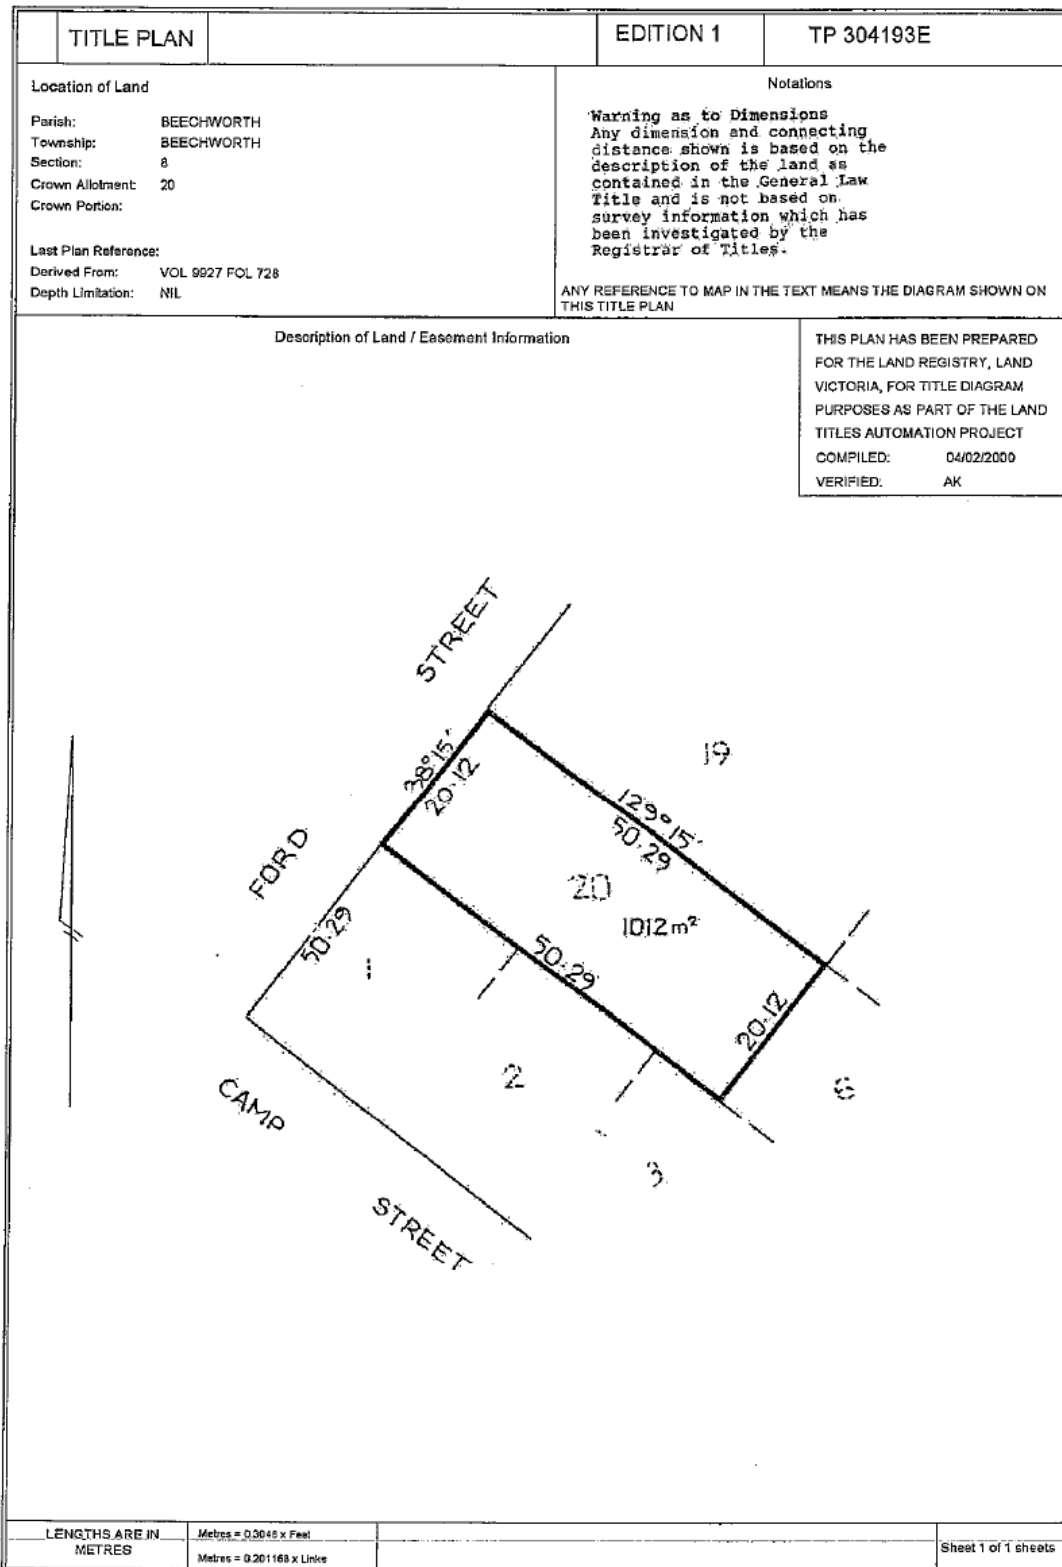 TITLE PLAN
EDITION 1
TP 304193E
Location of Land
Parish: BEECHWORTH
Township: BEECHWORTH
Section: 8
Crown Allotment: 20
Crown Portion:
Last Plan Reference:
Derived From: VOL 9927 FOL 728
Depth Limitation: NIL
Notations
Warning as to Dimensions
Any dimension and connecting
distance shown is based on the
description of the land as
contained in the General Law
Title and is not based on
survey information which has
been investigated by the
Registrar of Titles.
ANY REFERENCE TO MAP IN THE TEXT MEANS THE DIAGRAM SHOWN ON
THIS TITLE PLAN
Description of Land / Easement Information
THIS PLAN HAS BEEN PREPARED
FOR THE LAND REGISTRY, LAND
VICTORIA, FOR TITLE DIAGRAM
PURPOSES AS PART OF THE LAND
TITLES AUTOMATION PROJECT
COMPILED: 04/02/2000
VERIFIED: AK
STREET
19
38°15'
20·12
129°15'
50·29
FORD
20
1012m²
50·29
1
50·29
20·12
2
6
CAMP
3
STREET
LENGTHS ARE IN
METRES
Metres = 0.3048 x Feet
Metres = 0.201168 x Links
Sheet 1 of 1 sheets